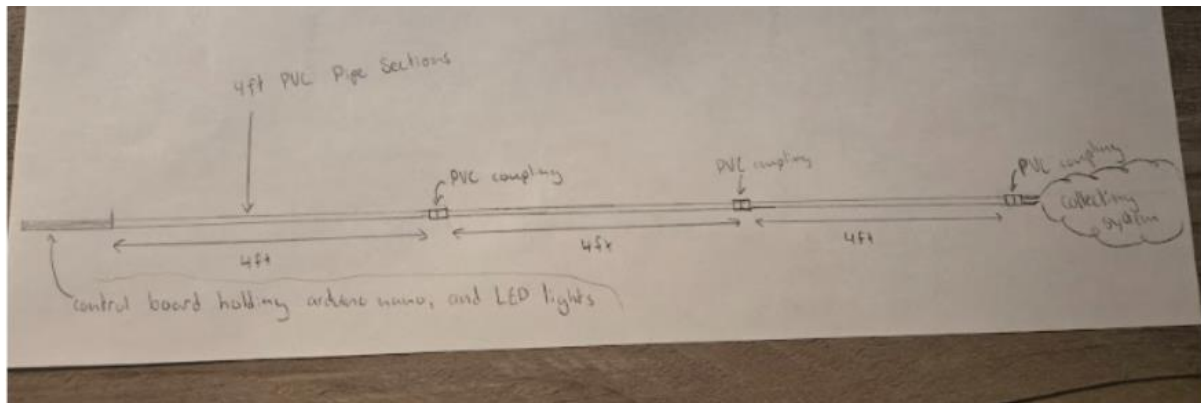 4ft PVC Pipe Sections
PVC coupling
PVC coupling
PVC coupling
collecting
system
4ft
4ft
4ft
control board holding arduino nano, and LED lights